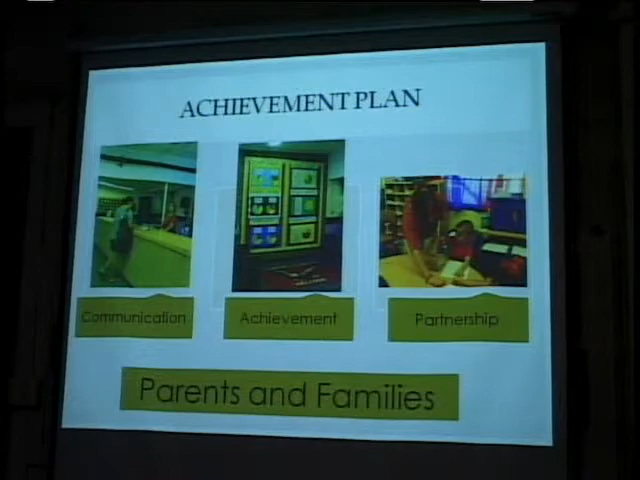 ACHIEVEMENT PLAN
Communication
Achievement
Partnership
Parents and Families